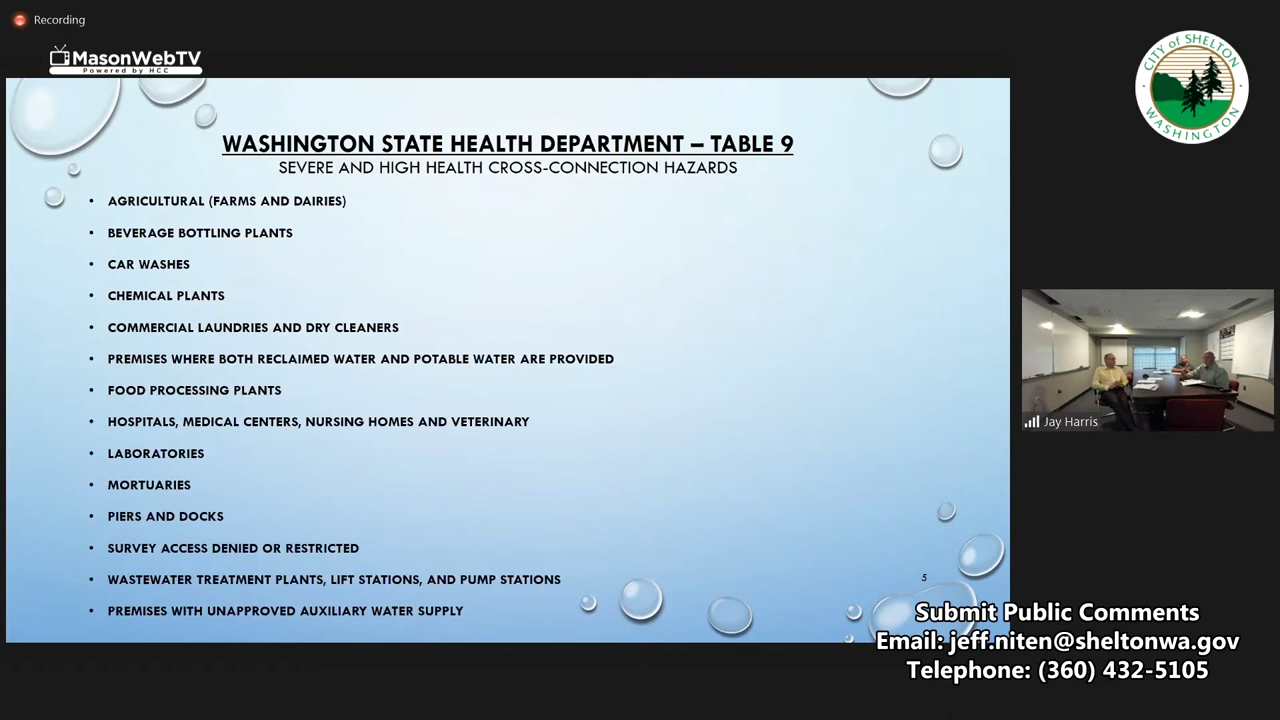 Recording
MasonWebTV
Powered by HCC
CITY of SHELTON
WASHINGTON
WASHINGTON STATE HEALTH DEPARTMENT – TABLE 9
SEVERE AND HIGH HEALTH CROSS-CONNECTION HAZARDS
• AGRICULTURAL (FARMS AND DAIRIES)
• BEVERAGE BOTTLING PLANTS
• CAR WASHES
• CHEMICAL PLANTS
• COMMERCIAL LAUNDRIES AND DRY CLEANERS
• PREMISES WHERE BOTH RECLAIMED WATER AND POTABLE WATER ARE PROVIDED
• FOOD PROCESSING PLANTS
• HOSPITALS, MEDICAL CENTERS, NURSING HOMES AND VETERINARY
• LABORATORIES
• MORTUARIES
• PIERS AND DOCKS
• SURVEY ACCESS DENIED OR RESTRICTED
• WASTEWATER TREATMENT PLANTS, LIFT STATIONS, AND PUMP STATIONS
• PREMISES WITH UNAPPROVED AUXILIARY WATER SUPPLY
5
Jay Harris
Submit Public Comments
Email: jeff.niten@sheltonwa.gov
Telephone: (360) 432-5105